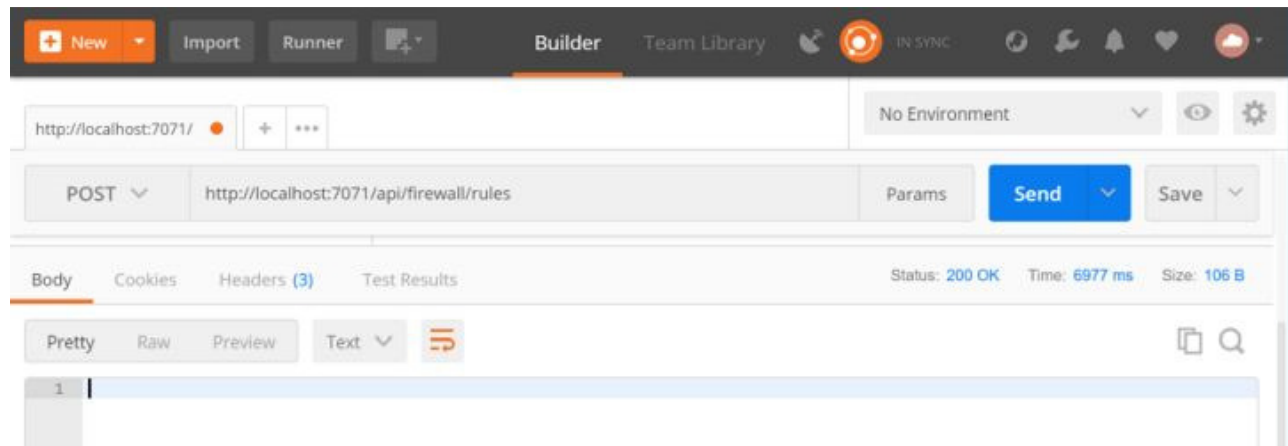 New Import Runner Builder Team Library IN SYNC
http://localhost:7071/ No Environment
POST http://localhost:7071/api/firewall/rules Params Send Save
Body Cookies Headers (3) Test Results Status: 200 OK Time: 6977 ms Size: 106 B
Pretty Raw Preview Text
1